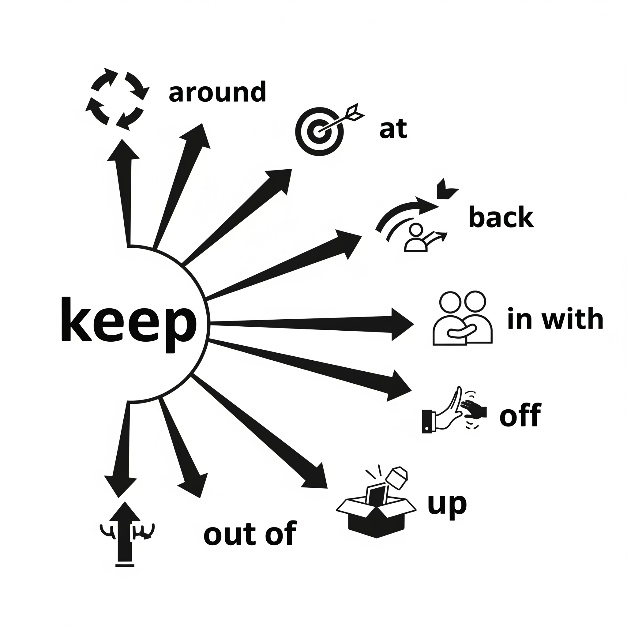 around
at
back
keep
in with
off
up
out of